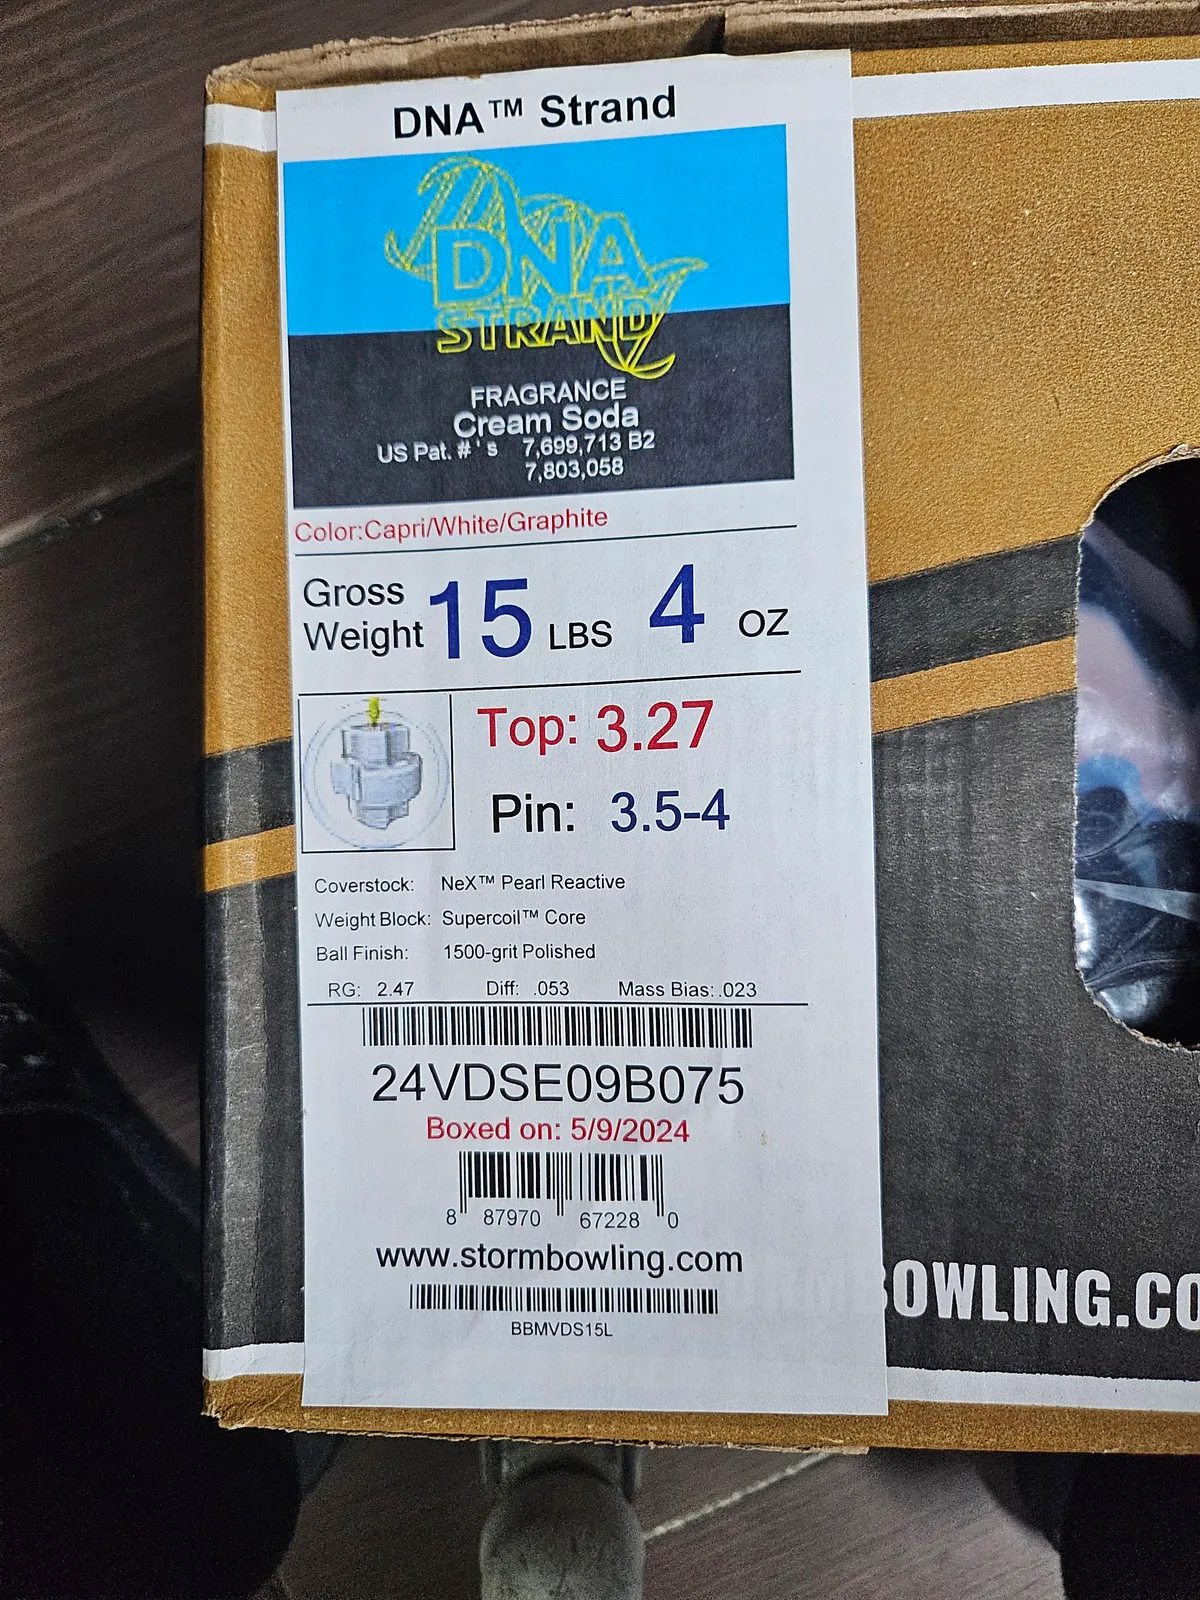 DNA™ Strand
DNA
STRAND
FRAGRANCE
Cream Soda
US Pat. #'s 7,699,713 B2
7,803,058
Color:Capri/White/Graphite
Gross
Weight 15 LBS 4 OZ
Top: 3.27
Pin: 3.5-4
Coverstock: NeX™ Pearl Reactive
Weight Block: Supercoil™ Core
Ball Finish: 1500-grit Polished
RG: 2.47 Diff: .053 Mass Bias: .023
24VDSE09B075
Boxed on: 5/9/2024
8 87970 67228 0
www.stormbowling.com
BBMVDS15L
BOWLING.CO